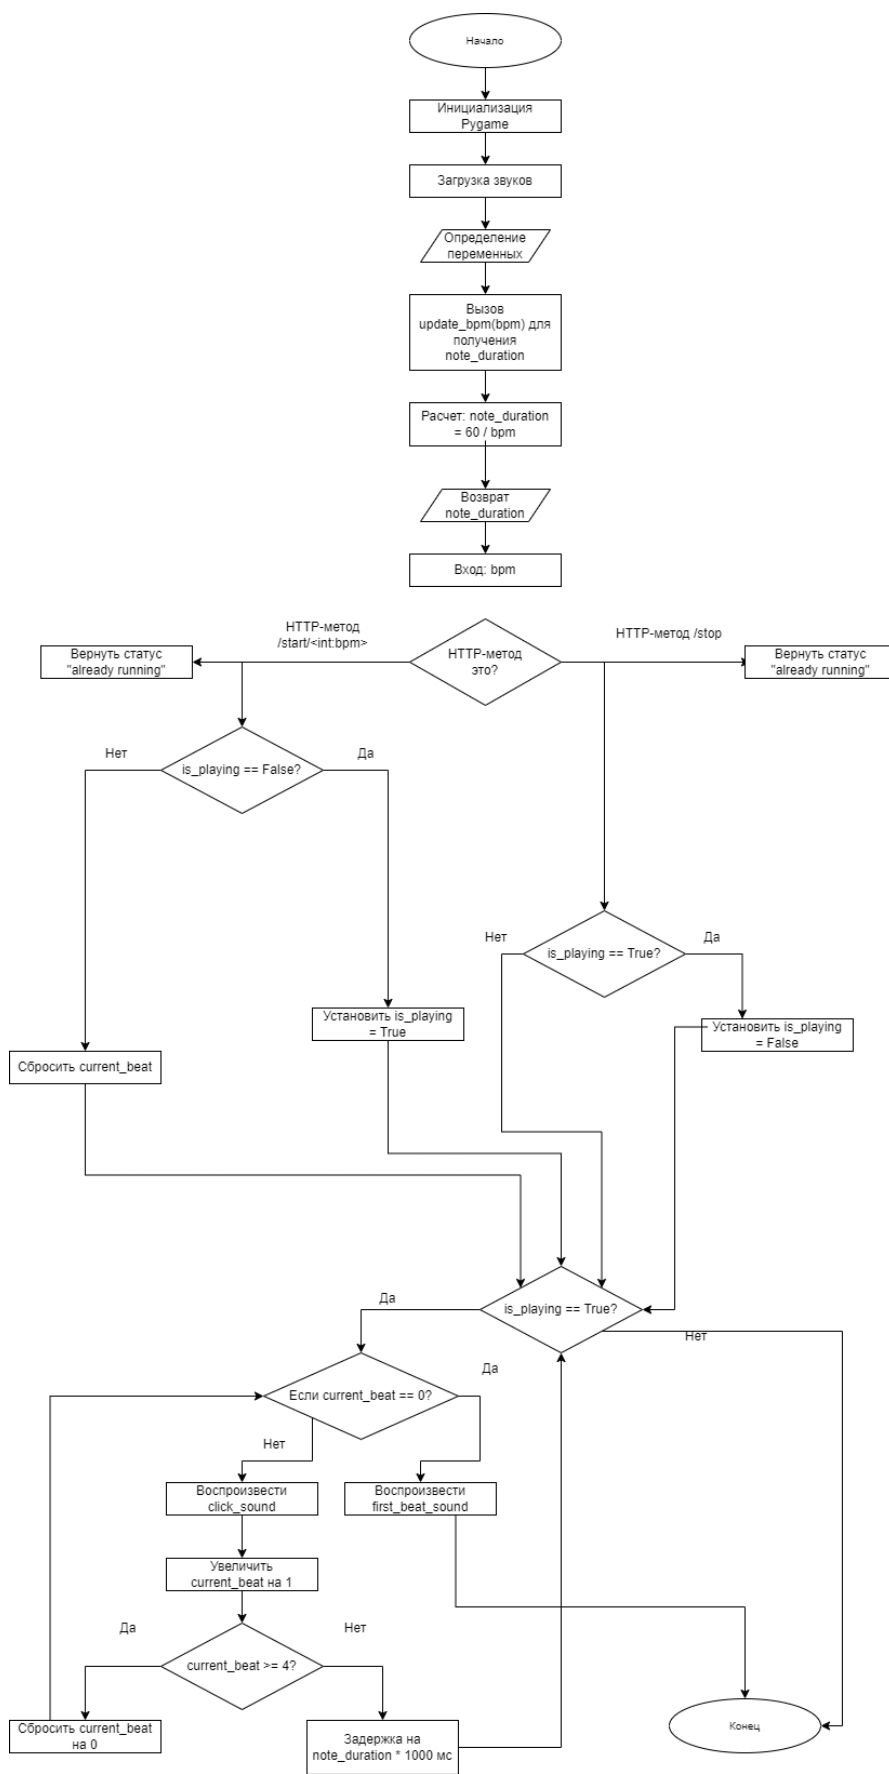 Начало
Инициализация
Pygame
Загрузка звуков
Определение
переменных
Вызов
update_bpm(bpm) для
получения
note_duration
Расчет: note_duration
= 60 / bpm
Возврат
note_duration
Вход: bpm
HTTP-метод
/start/<int:bpm>
HTTP-метод /stop
Вернуть статус
"already running"
HTTP-метод
это?
Вернуть статус
"already running"
Нет
Да
is_playing == False?
Нет
Да
is_playing == True?
Установить is_playing
= True
Установить is_playing
= False
Сбросить current_beat
Да
is_playing == True?
Нет
Да
Если current_beat == 0?
Нет
Воспроизвести
click_sound
Воспроизвести
first_beat_sound
Увеличить
current_beat на 1
Да
Нет
current_beat >= 4?
Сбросить current_beat
на 0
Задержка на
note_duration * 1000 мс
Конец